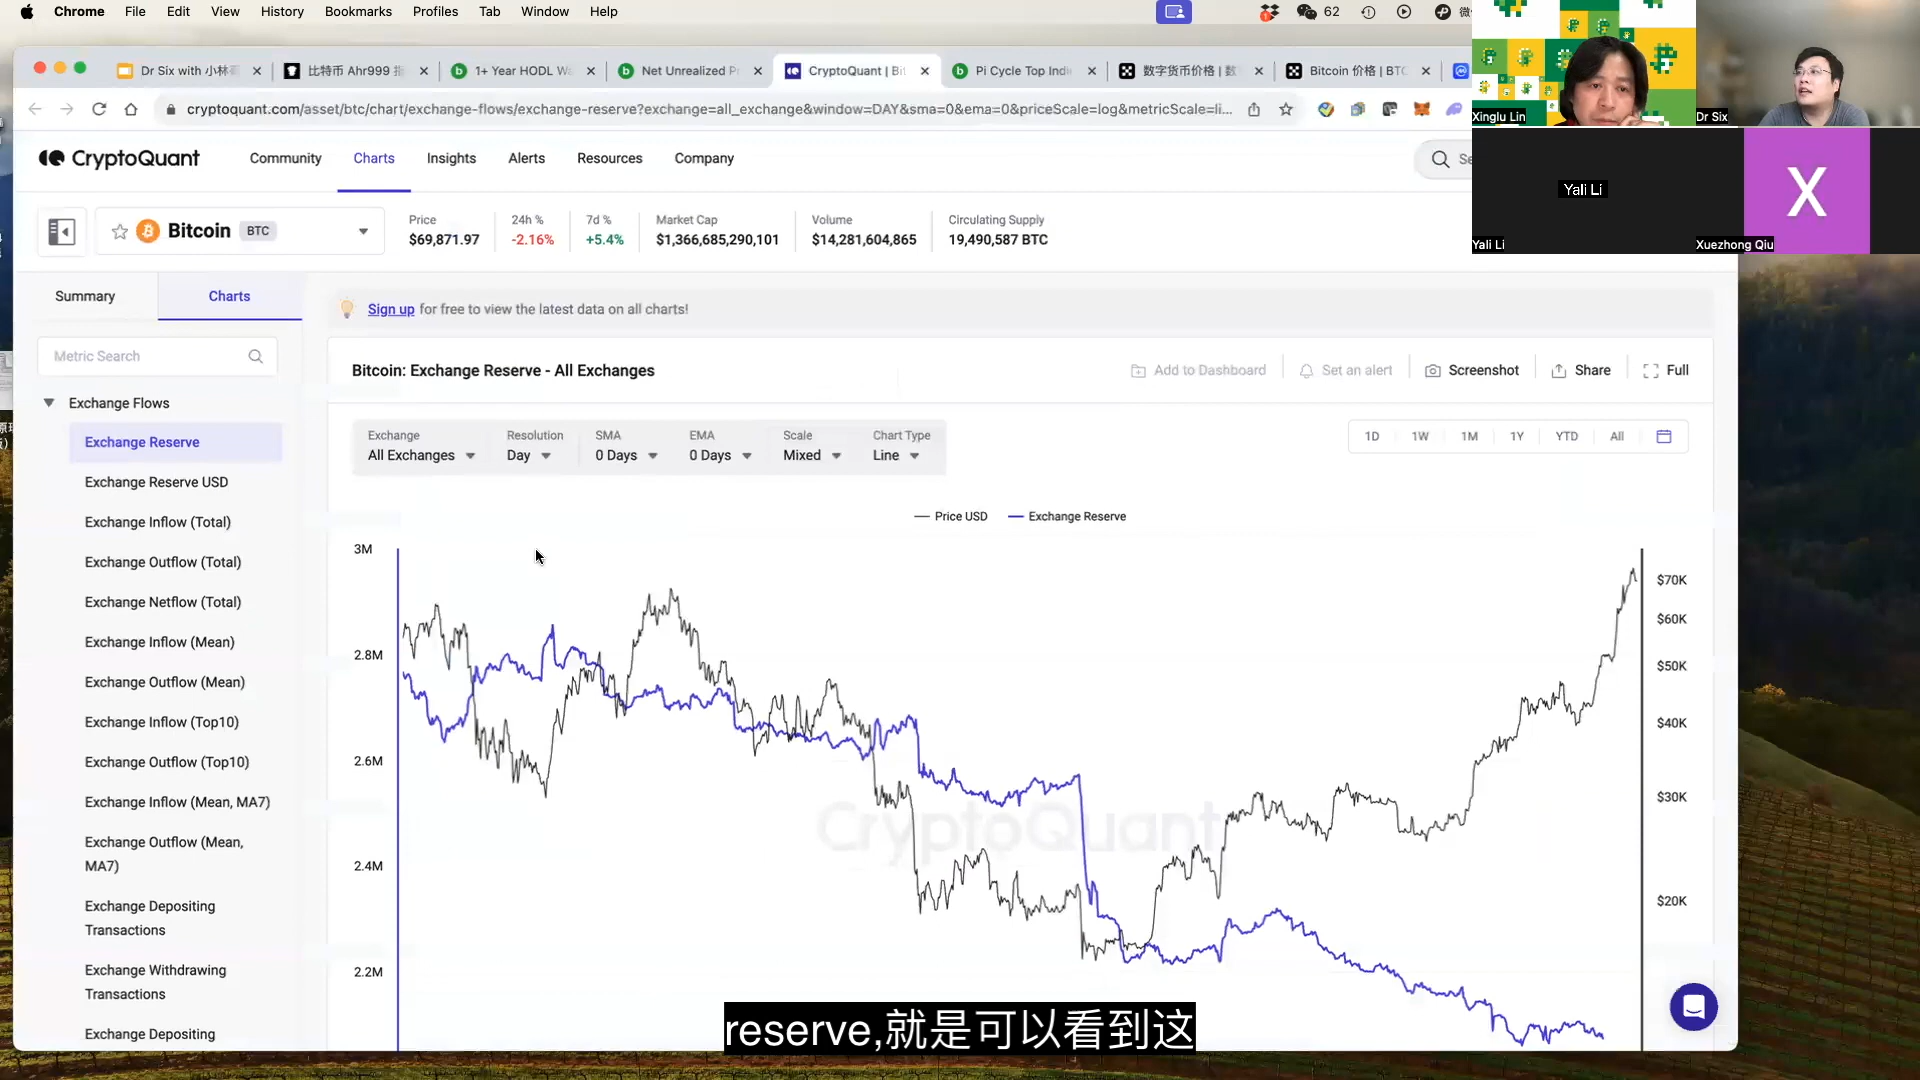 Chrome File Edit View History Bookmarks Profiles Tab Window Help 62
Dr Six with 小林 比特币 Ahr999 1+ Year HODL Net Unrealized CryptoQuant | Bi Pi Cycle Top Indi 数字货币价格 | Bitcoin 价格 | BTC
cryptoquant.com/asset/btc/chart/exchange-flows/exchange-reserve?exchange=all_exchange&window=DAY&sma=0&ema=0&priceScale=log&metricScale=li...
Xinglu Lin
Dr Six
Yali Li
Yali Li
X
Xuezhong Qiu
CryptoQuant Community Charts Insights Alerts Resources Company
Bitcoin BTC
Price
$69,871.97
24h %
-2.16%
7d %
+5.4%
Market Cap
$1,366,685,290,101
Volume
$14,281,604,865
Circulating Supply
19,490,587 BTC
Summary Charts
Metric Search
Exchange Flows
Exchange Reserve
Exchange Reserve USD
Exchange Inflow (Total)
Exchange Outflow (Total)
Exchange Netflow (Total)
Exchange Inflow (Mean)
Exchange Outflow (Mean)
Exchange Inflow (Top10)
Exchange Outflow (Top10)
Exchange Inflow (Mean, MA7)
Exchange Outflow (Mean,
MA7)
Exchange Depositing
Transactions
Exchange Withdrawing
Transactions
Exchange Depositing
Sign up for free to view the latest data on all charts!
Bitcoin: Exchange Reserve - All Exchanges
Add to Dashboard Set an alert Screenshot Share Full
Exchange
All Exchanges
Resolution
Day
SMA
0 Days
EMA
0 Days
Scale
Mixed
Chart Type
Line
1D 1W 1M 1Y YTD All
Price USD Exchange Reserve
3M
2.8M
2.6M
2.4M
2.2M
$70K
$60K
$50K
$40K
$30K
$20K
CryptoQuant
reserve,就是可以看到这